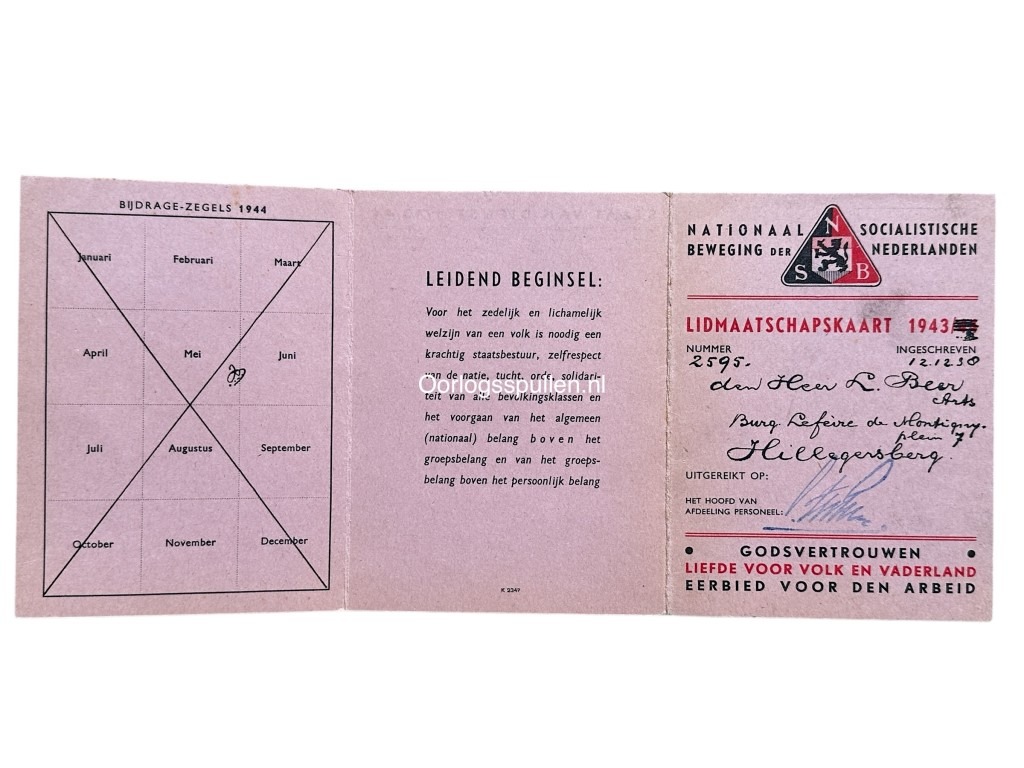 BIJDRAGE-ZEGELS 1944
Januari Februari Maart
April Mei Juni
Juli Augustus September
October November December
LEIDEND BEGINSEL:
Voor het zedelijk en lichamelijk
welzijn van een volk is noodig een
krachtig staatsbestuur, zelfrespect
van de natie, tucht, orde, solidari-
teit van alle bevolkingsklassen en
het voorgaan van het algemeen
(nationaal) belang boven het
groepsbelang en van het groeps-
belang boven het persoonlijk belang
K 2347
Oorlogsspullen.nl
NATIONAAL SOCIALISTISCHE
BEWEGING DER NEDERLANDEN
N
S B
LIDMAATSCHAPSKAART 1943/
NUMMER INGESCHREVEN
2595. 12.12.38
den Heer L. Beer
Arts
Burg. Lefèvre de Montigny-
plein 7
Hillegersberg.
UITGEREIKT OP:
HET HOOFD VAN
AFDEELING PERSONEEL:
• GODSVERTROUWEN •
LIEFDE VOOR VOLK EN VADERLAND
EERBIED VOOR DEN ARBEID